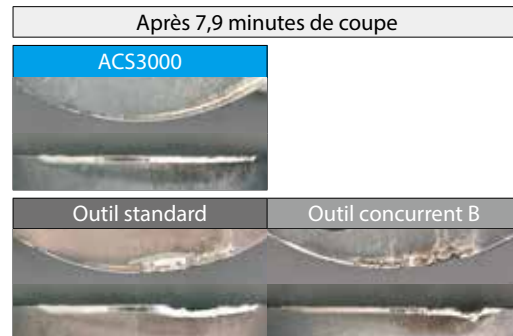 Après 7,9 minutes de coupe
ACS3000
Outil standard
Outil concurrent B